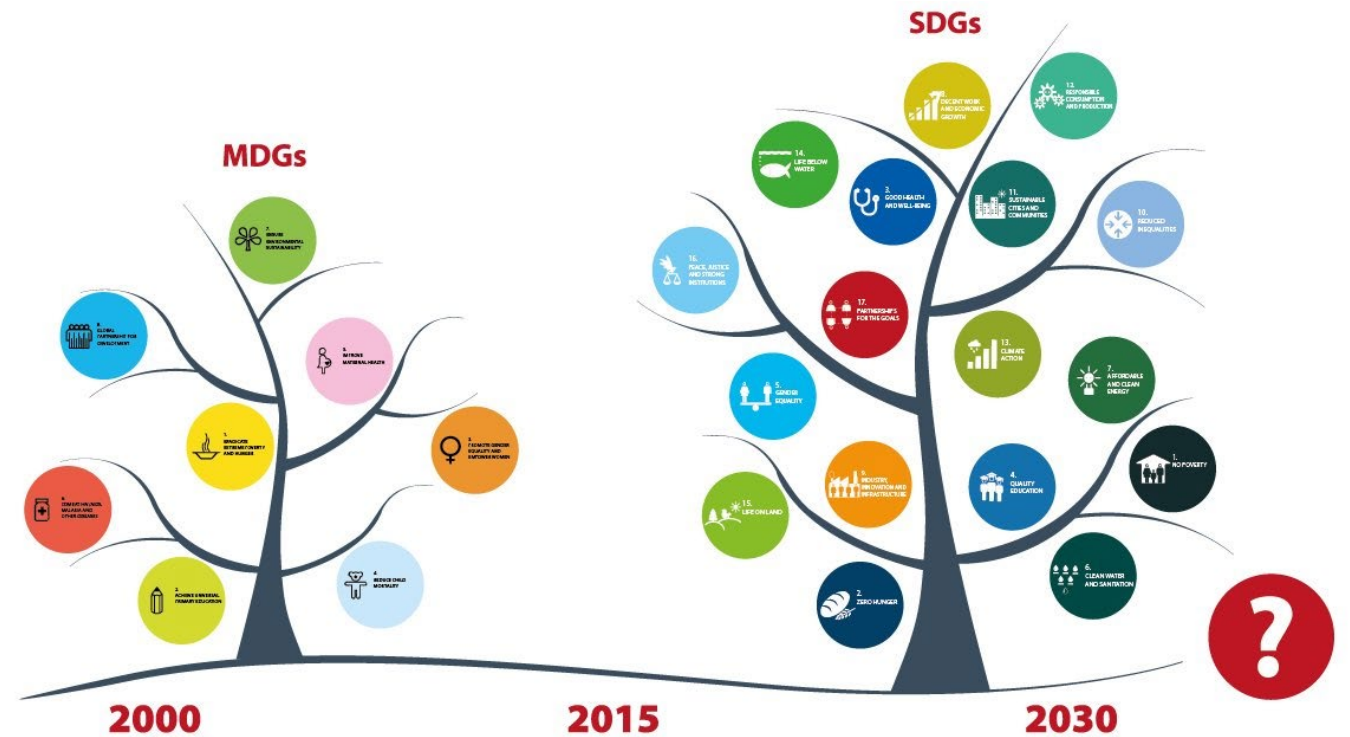 SDGs
MDGs
8.
DECENT WORK
AND ECONOMIC
GROWTH
12.
RESPONSIBLE
CONSUMPTION
AND PRODUCTION
14.
LIFE BELOW
WATER
3.
GOOD HEALTH
AND WELL-BEING
11.
SUSTAINABLE
CITIES AND
COMMUNITIES
10.
REDUCED
INEQUALITIES
7.
ENSURE
ENVIRONMENTAL
SUSTAINABILITY
16.
PEACE, JUSTICE
AND STRONG
INSTITUTIONS
17.
PARTNERSHIPS
FOR THE GOALS
8.
GLOBAL
PARTNERSHIP FOR
DEVELOPMENT
5.
IMPROVE
MATERNAL HEALTH
13.
CLIMATE
ACTION
7.
AFFORDABLE
AND CLEAN
ENERGY
5.
GENDER
EQUALITY
1.
ERADICATE
EXTREME POVERTY
AND HUNGER
3.
PROMOTE GENDER
EQUALITY AND
EMPOWER WOMEN
9.
INDUSTRY,
INNOVATION AND
INFRASTRUCTURE
4.
QUALITY
EDUCATION
1.
NO POVERTY
6.
COMBAT HIV/AIDS,
MALARIA AND
OTHER DISEASES
15.
LIFE ON LAND
2.
ACHIEVE UNIVERSAL
PRIMARY EDUCATION
4.
REDUCE CHILD
MORTALITY
2.
ZERO HUNGER
6.
CLEAN WATER
AND SANITATION
?
2000
2015
2030